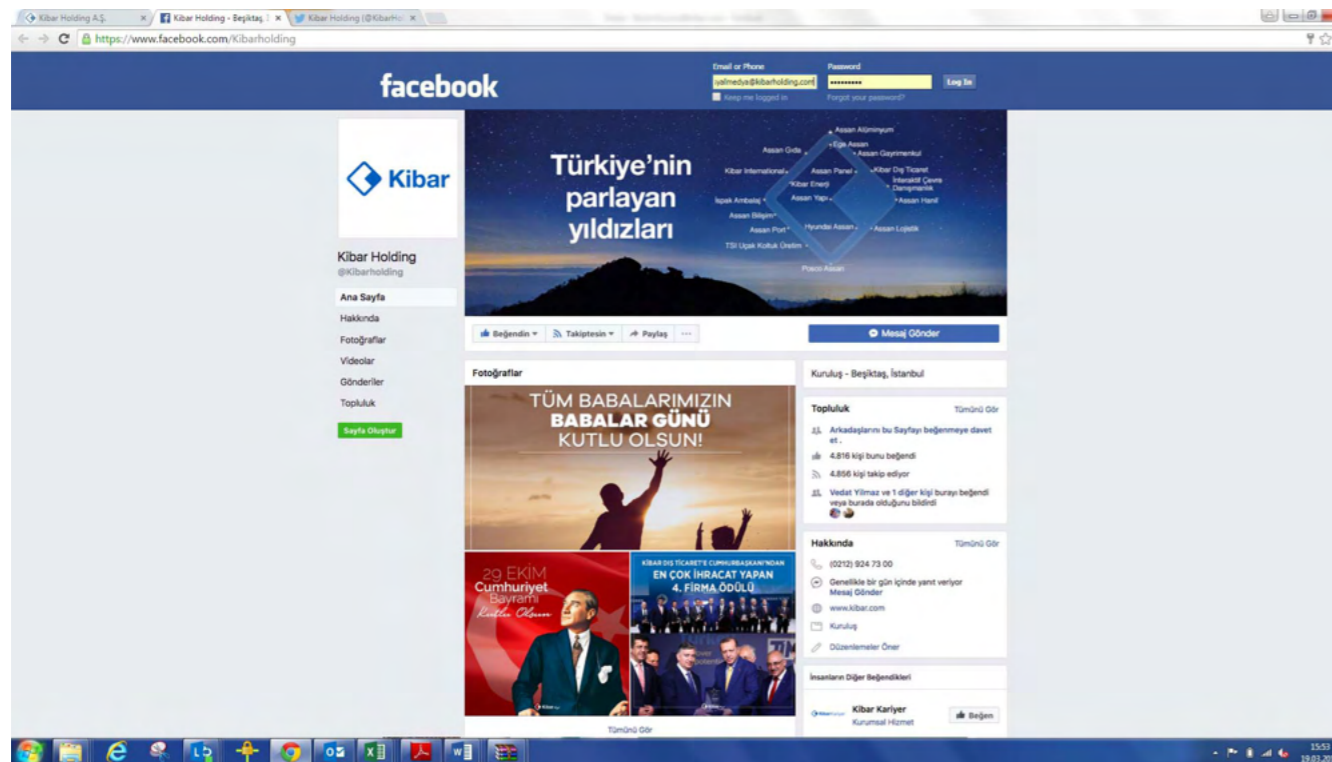 Kibar Holding A.Ş.
Kibar Holding - Beşiktaş, İ
Kibar Holding (@KibarHo
https://www.facebook.com/Kibarholding
facebook
Email or Phone
Password
yalmedya@kibarholding.com
Log In
Keep me logged in
Forgot your password?
Kibar
Türkiye'nin
parlayan
yıldızları
Assan Alüminyum
Ege Assan
Assan Gıda
Assan Gayrimenkul
Kibar International
Assan Panel
Kibar Dış Ticaret
İnteraktif Çevre
Danışmanlık
Kibar Enerji
İspak Ambalaj
Assan Yapı
Assan Hanil
Assan Bilişim
Assan Port
Hyundai Assan
Assan Lojistik
TSI Uçak Koltuk Üretim
Posco Assan
Kibar Holding
@Kibarholding
Ana Sayfa
Hakkında
Fotoğraflar
Videolar
Gönderiler
Topluluk
Sayfa Oluştur
Beğendin
Takiptesin
Paylaş
Mesaj Gönder
Fotoğraflar
TÜM BABALARIMIZIN
BABALAR GÜNÜ
KUTLU OLSUN!
29 EKİM
Cumhuriyet
Bayramı
Kutlu Olsun
KİBAR DIŞ TİCARET'E CUMHURBAŞKANI'NDAN
EN ÇOK İHRACAT YAPAN
4. FİRMA ÖDÜLÜ
Tümünü Gör
Kuruluş - Beşiktaş, İstanbul
Topluluk
Tümünü Gör
Arkadaşlarını bu Sayfayı beğenmeye davet
et .
4.816 kişi bunu beğendi
4.856 kişi takip ediyor
Vedat Yilmaz ve 1 diğer kişi burayı beğendi
veya burada olduğunu bildirdi
Hakkında
Tümünü Gör
(0212) 924 73 00
Genellikle bir gün içinde yanıt veriyor
Mesaj Gönder
www.kibar.com
Kuruluş
Düzenlemeler Öner
İnsanların Diğer Beğendikleri
Kibar Kariyer
Kurumsal Hizmet
Beğen
15:53
19.03.20